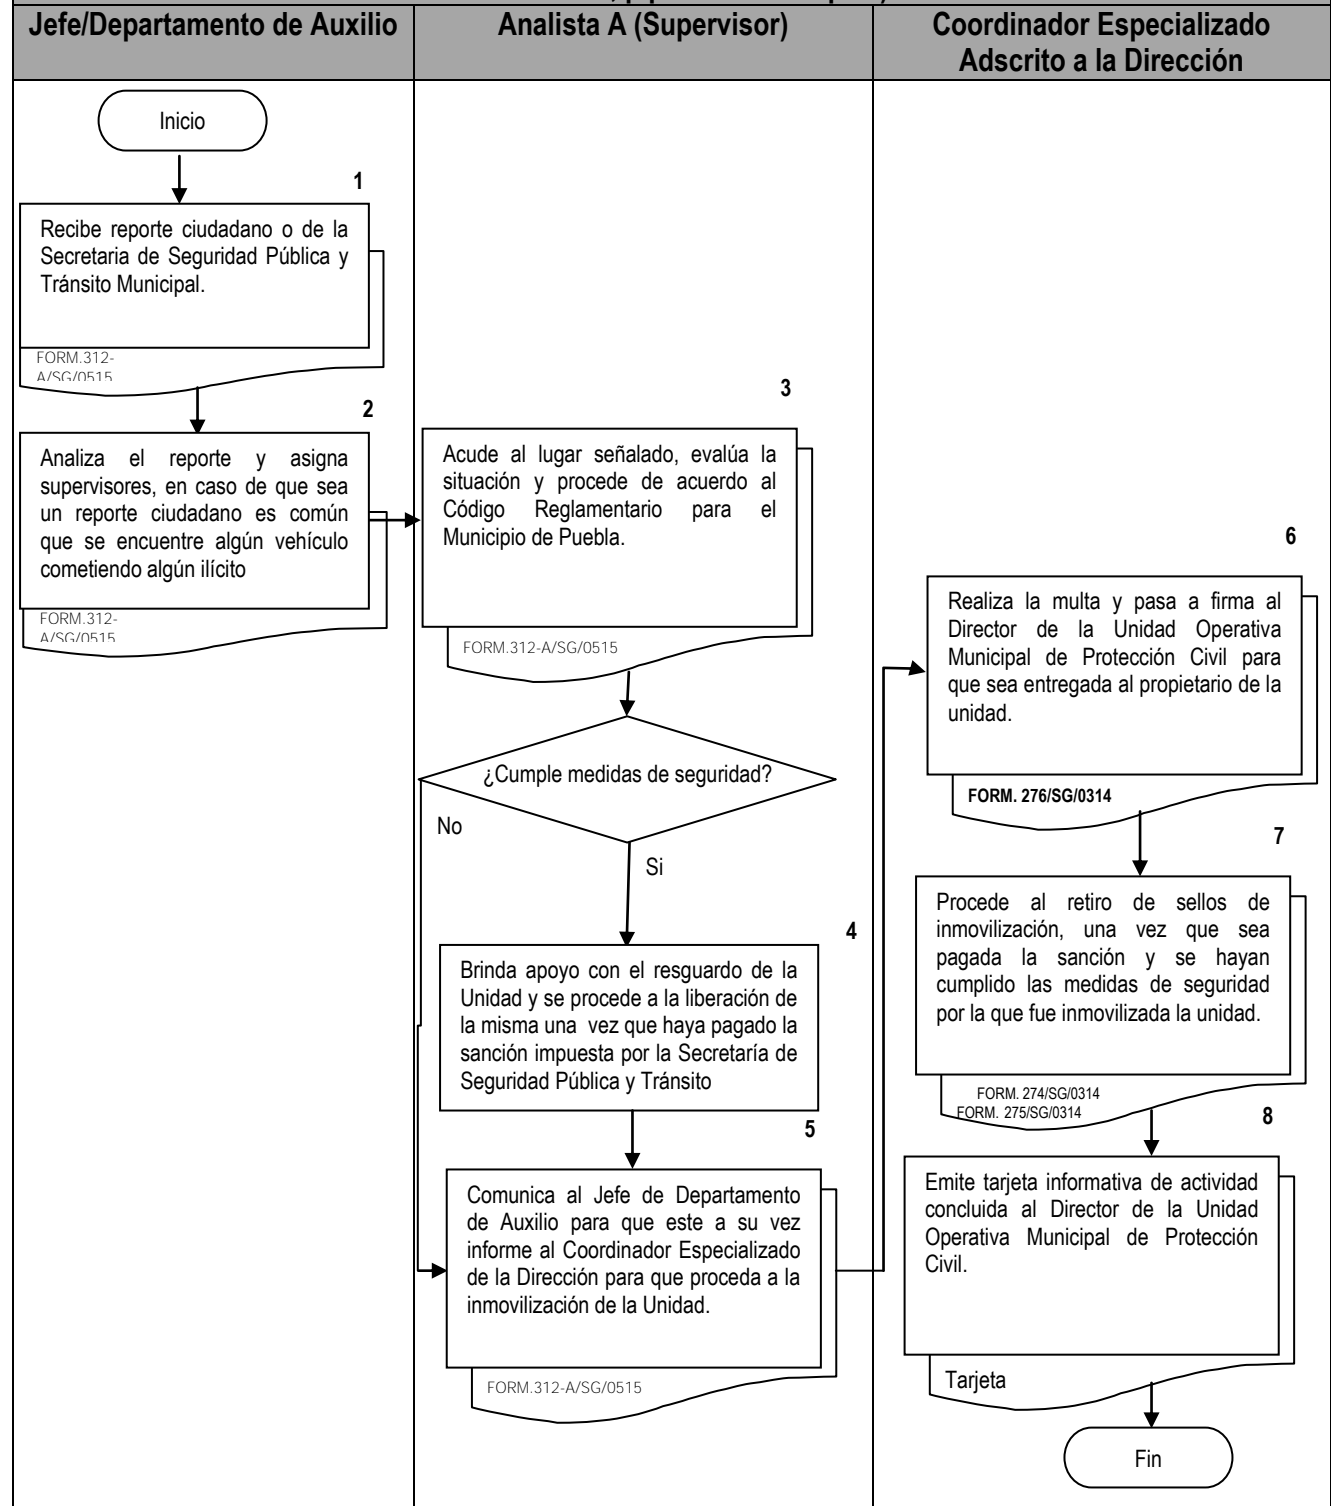 Jefe/Departamento de Auxilio
Analista A (Supervisor)
Coordinador Especializado
Adscrito a la Dirección
Inicio
1
Recibe reporte ciudadano o de la
Secretaria de Seguridad Pública y
Tránsito Municipal.
FORM.312-
A/SG/0515
2
Analiza el reporte y asigna
supervisores, en caso de que sea
un reporte ciudadano es común
que se encuentre algún vehículo
cometiendo algún ilícito
FORM.312-
A/SG/0515
3
Acude al lugar señalado, evalúa la
situación y procede de acuerdo al
Código Reglamentario para el
Municipio de Puebla.
FORM.312-A/SG/0515
¿Cumple medidas de seguridad?
No
Si
4
Brinda apoyo con el resguardo de la
Unidad y se procede a la liberación de
la misma una vez que haya pagado la
sanción impuesta por la Secretaría de
Seguridad Pública y Tránsito
5
Comunica al Jefe de Departamento
de Auxilio para que este a su vez
informe al Coordinador Especializado
de la Dirección para que proceda a la
inmovilización de la Unidad.
FORM.312-A/SG/0515
6
Realiza la multa y pasa a firma al
Director de la Unidad Operativa
Municipal de Protección Civil para
que sea entregada al propietario de la
unidad.
FORM. 276/SG/0314
7
Procede al retiro de sellos de
inmovilización, una vez que sea
pagada la sanción y se hayan
cumplido las medidas de seguridad
por la que fue inmovilizada la unidad.
FORM. 274/SG/0314
FORM. 275/SG/0314
8
Emite tarjeta informativa de actividad
concluida al Director de la Unidad
Operativa Municipal de Protección
Civil.
Tarjeta
Fin